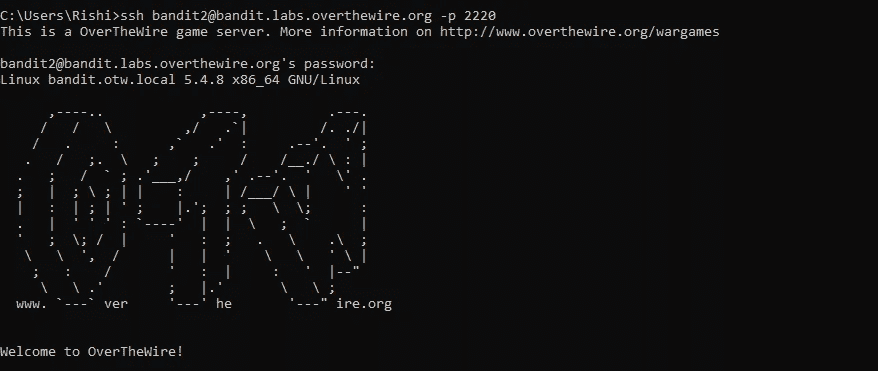 C:\Users\Rishi>ssh bandit2@bandit.labs.overthewire.org -p 2220
This is a OverTheWire game server. More information on http://www.overthewire.org/wargames
bandit2@bandit.labs.overthewire.org's password:
Linux bandit.otw.local 5.4.8 x86_64 GNU/Linux
www. ver he ire.org
Welcome to OverTheWire!